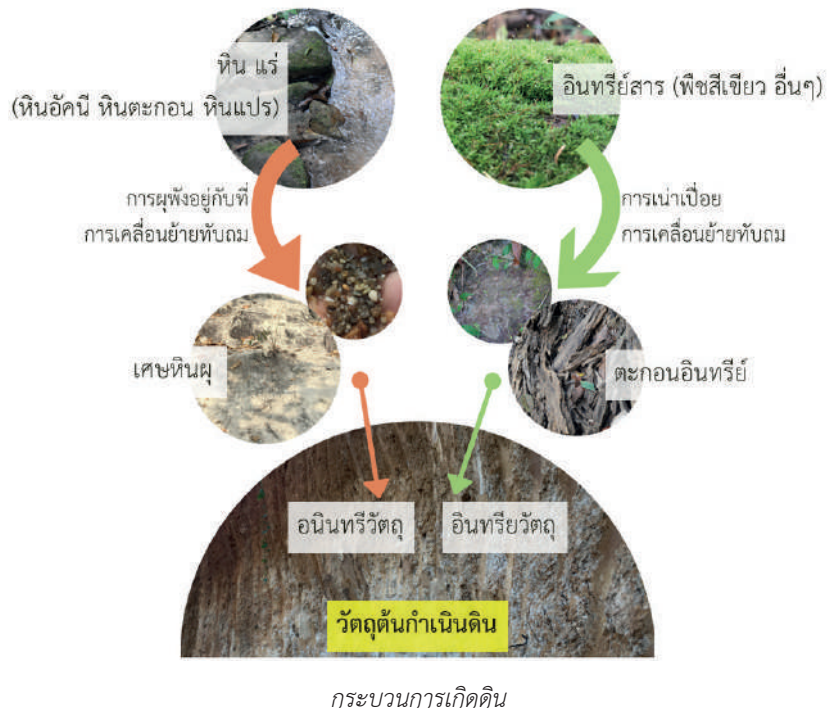 หิน แร่
(หินอัคนี หินตะกอน หินแปร)
อินทรีย์สาร (พืชสีเขียว อื่นๆ)
การผุพังอยู่กับที่
การเคลื่อนย้ายทับถม
การเน่าเปื่อย
การเคลื่อนย้ายทับถม
เศษหินผุ
ตะกอนอินทรีย์
อนินทรีวัตถุ
อินทรียวัตถุ
วัตถุต้นกำเนินดิน
กระบวนการเกิดดิน